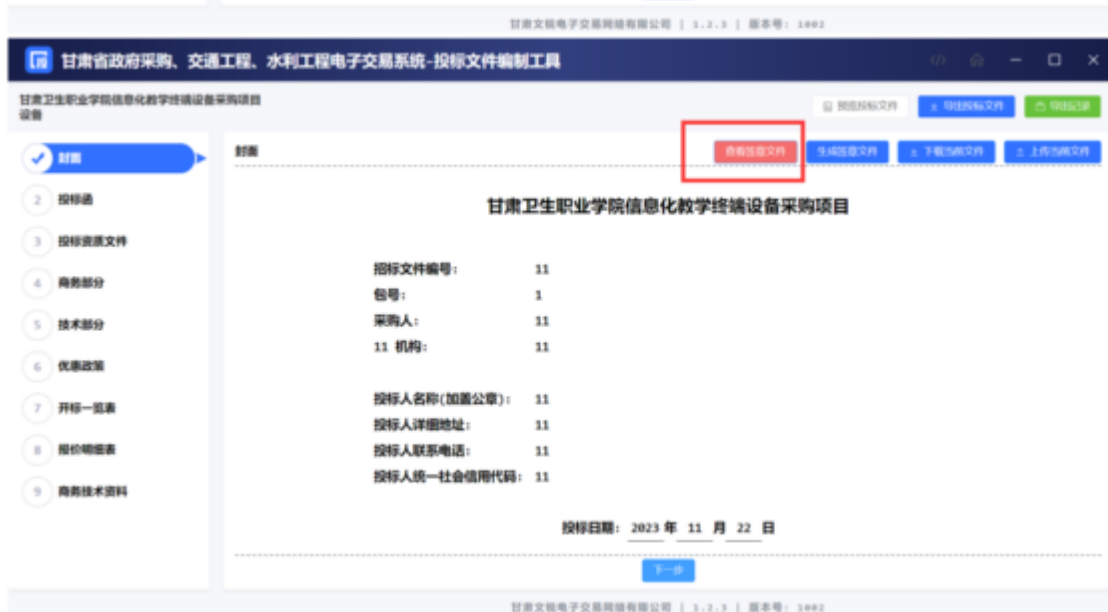 甘肃文锐电子交易网络有限公司 | 1.2.3 | 版本号: 1002
甘肃省政府采购、交通工程、水利工程电子交易系统-投标文件编制工具
甘肃卫生职业学院信息化教学终端设备采购项目
设备
预览投标文件
导出投标文件
导出记录
封面
查看签章文件
生成签章文件
下载当前文件
上传当前文件
封面
2 投标函
3 投标资质文件
4 商务部分
5 技术部分
6 优惠政策
7 开标一览表
8 报价明细表
9 商务技术资料
甘肃卫生职业学院信息化教学终端设备采购项目
招标文件编号: 11
包号: 1
采购人: 11
11 机构: 11
投标人名称(加盖公章): 11
投标人详细地址: 11
投标人联系电话: 11
投标人统一社会信用代码: 11
投标日期: 2023 年 11 月 22 日
下一步
甘肃文锐电子交易网络有限公司 | 1.2.3 | 版本号: 1002